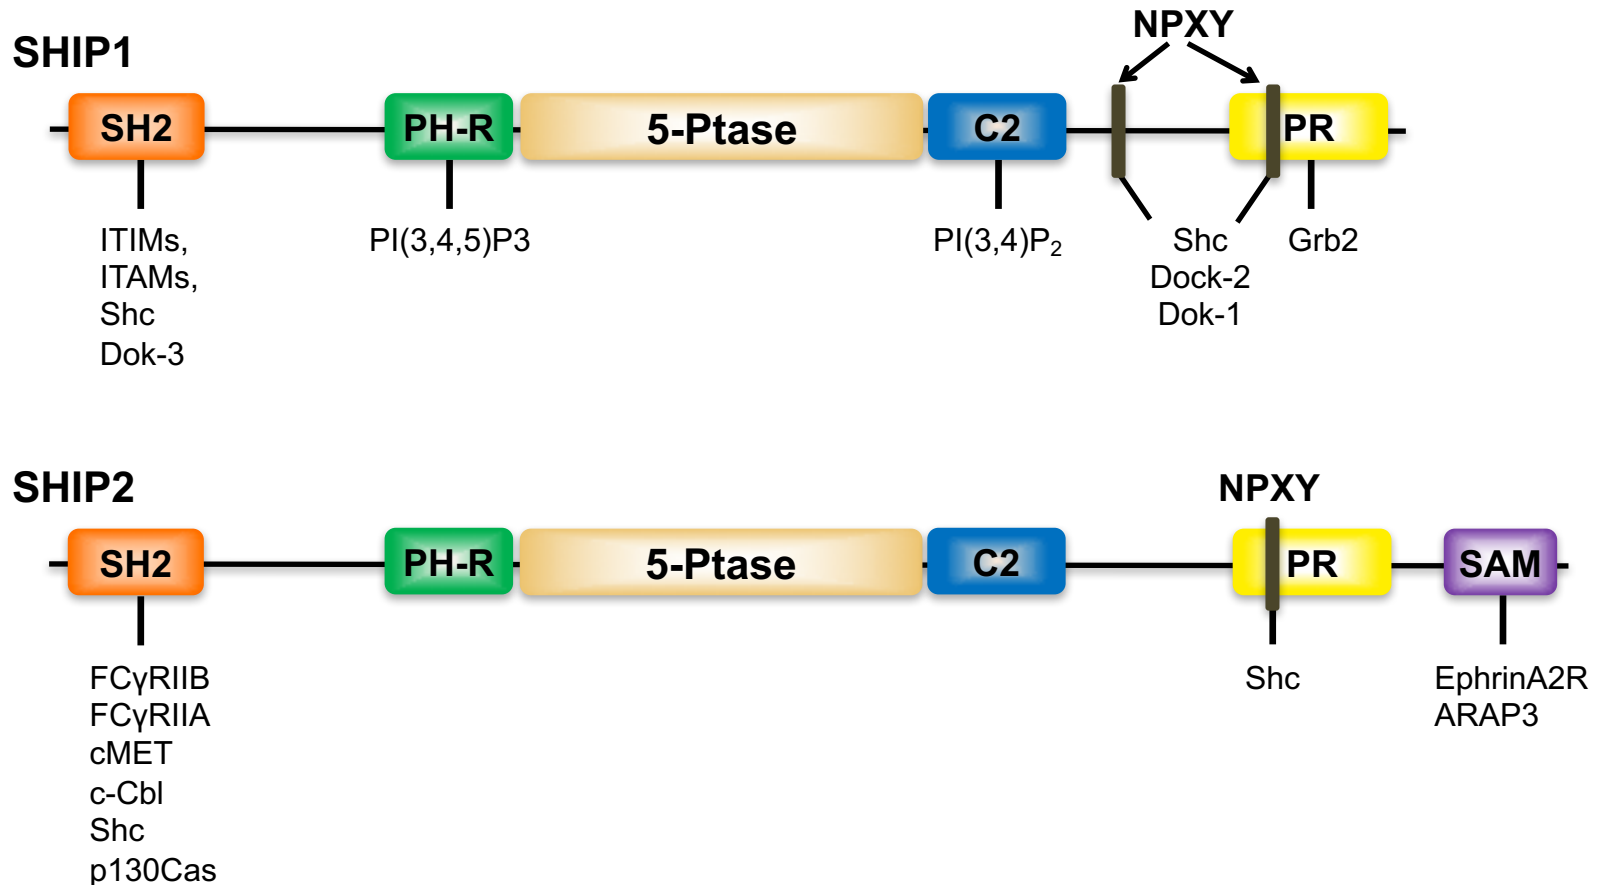 NPXY
SHIP1
SH2 PH-R 5-Ptase C2 PR
ITIMs, PI(3,4,5)P3 PI(3,4)P₂ Shc Grb2
ITAMs, Dock-2
Shc Dok-1
Dok-3
SHIP2 NPXY
SH2 PH-R 5-Ptase C2 PR SAM
FCγRIIB Shc EphrinA2R
FCγRIIA ARAP3
cMET
c-Cbl
Shc
p130Cas